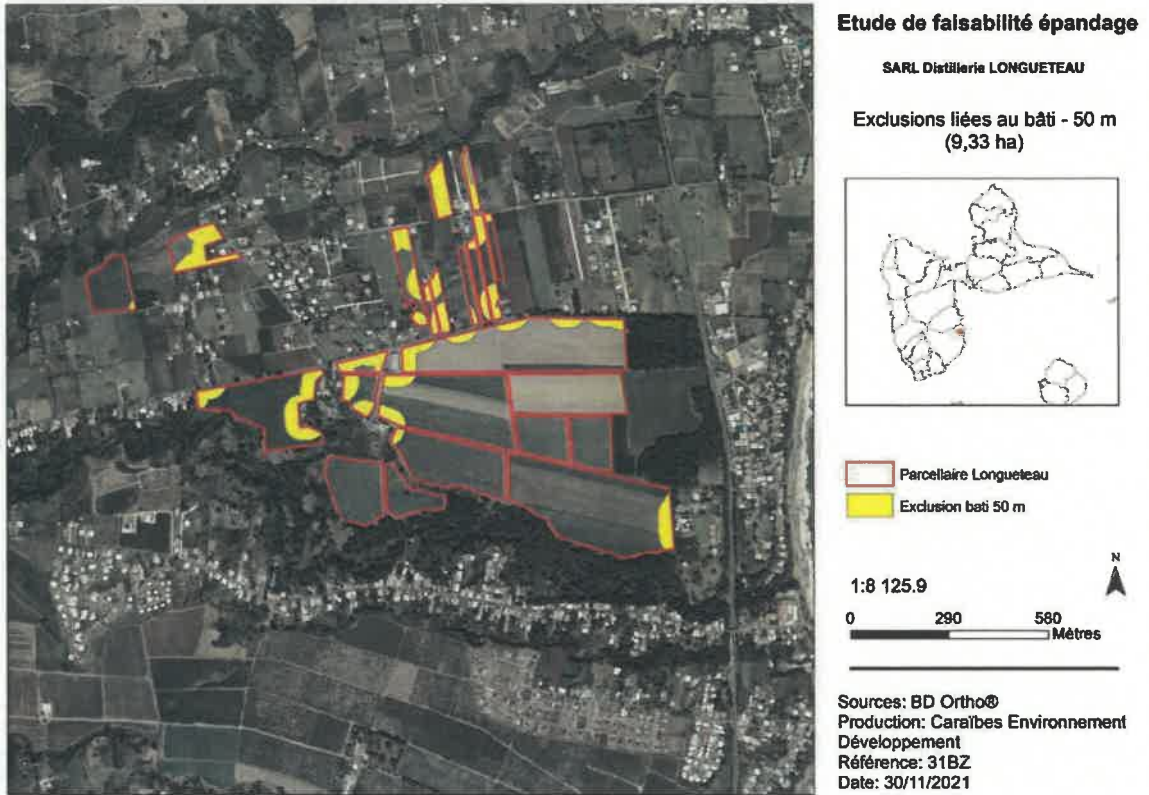 Etude de faisabilité épandage
SARL Distillerie LONGUETEAU
Exclusions liées au bâti - 50 m
(9,33 ha)
Parcellaire Longueteau
Exclusion bati 50 m
N
1:8 125.9
0 290 580
Mètres
Sources: BD Ortho®
Production: Caraïbes Environnement
Développement
Référence: 31BZ
Date: 30/11/2021